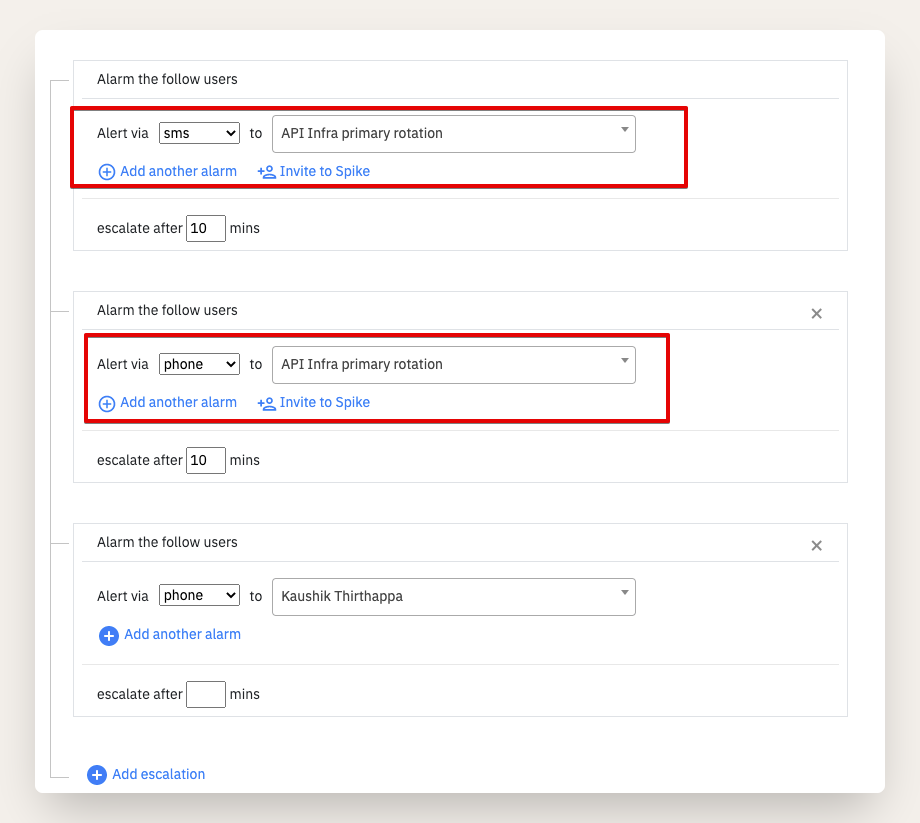 Alarm the follow users
Alert via sms to API Infra primary rotation
Add another alarm Invite to Spike
escalate after 10 mins
Alarm the follow users
Alert via phone to API Infra primary rotation
Add another alarm Invite to Spike
escalate after 10 mins
Alarm the follow users
Alert via phone to Kaushik Thirthappa
Add another alarm
escalate after mins
Add escalation